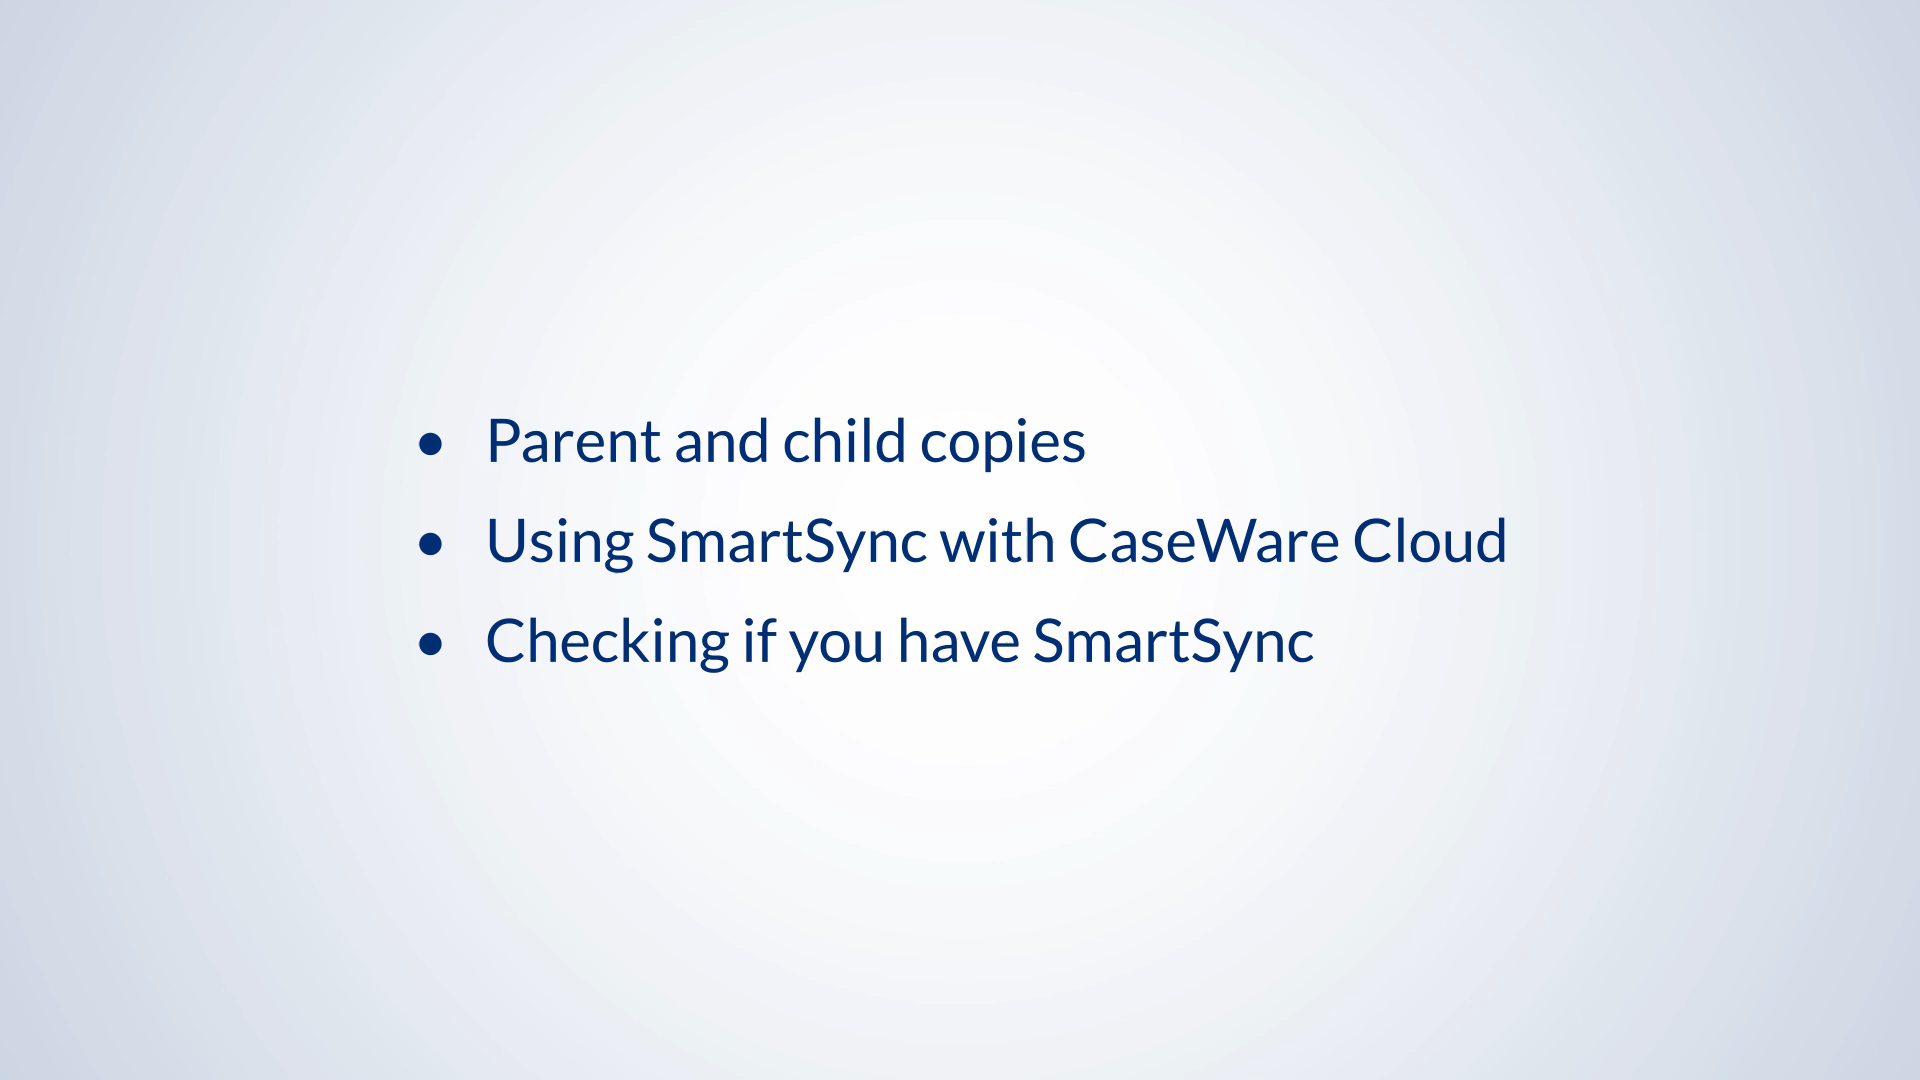 • Parent and child copies
• Using SmartSync with CaseWare Cloud
• Checking if you have SmartSync